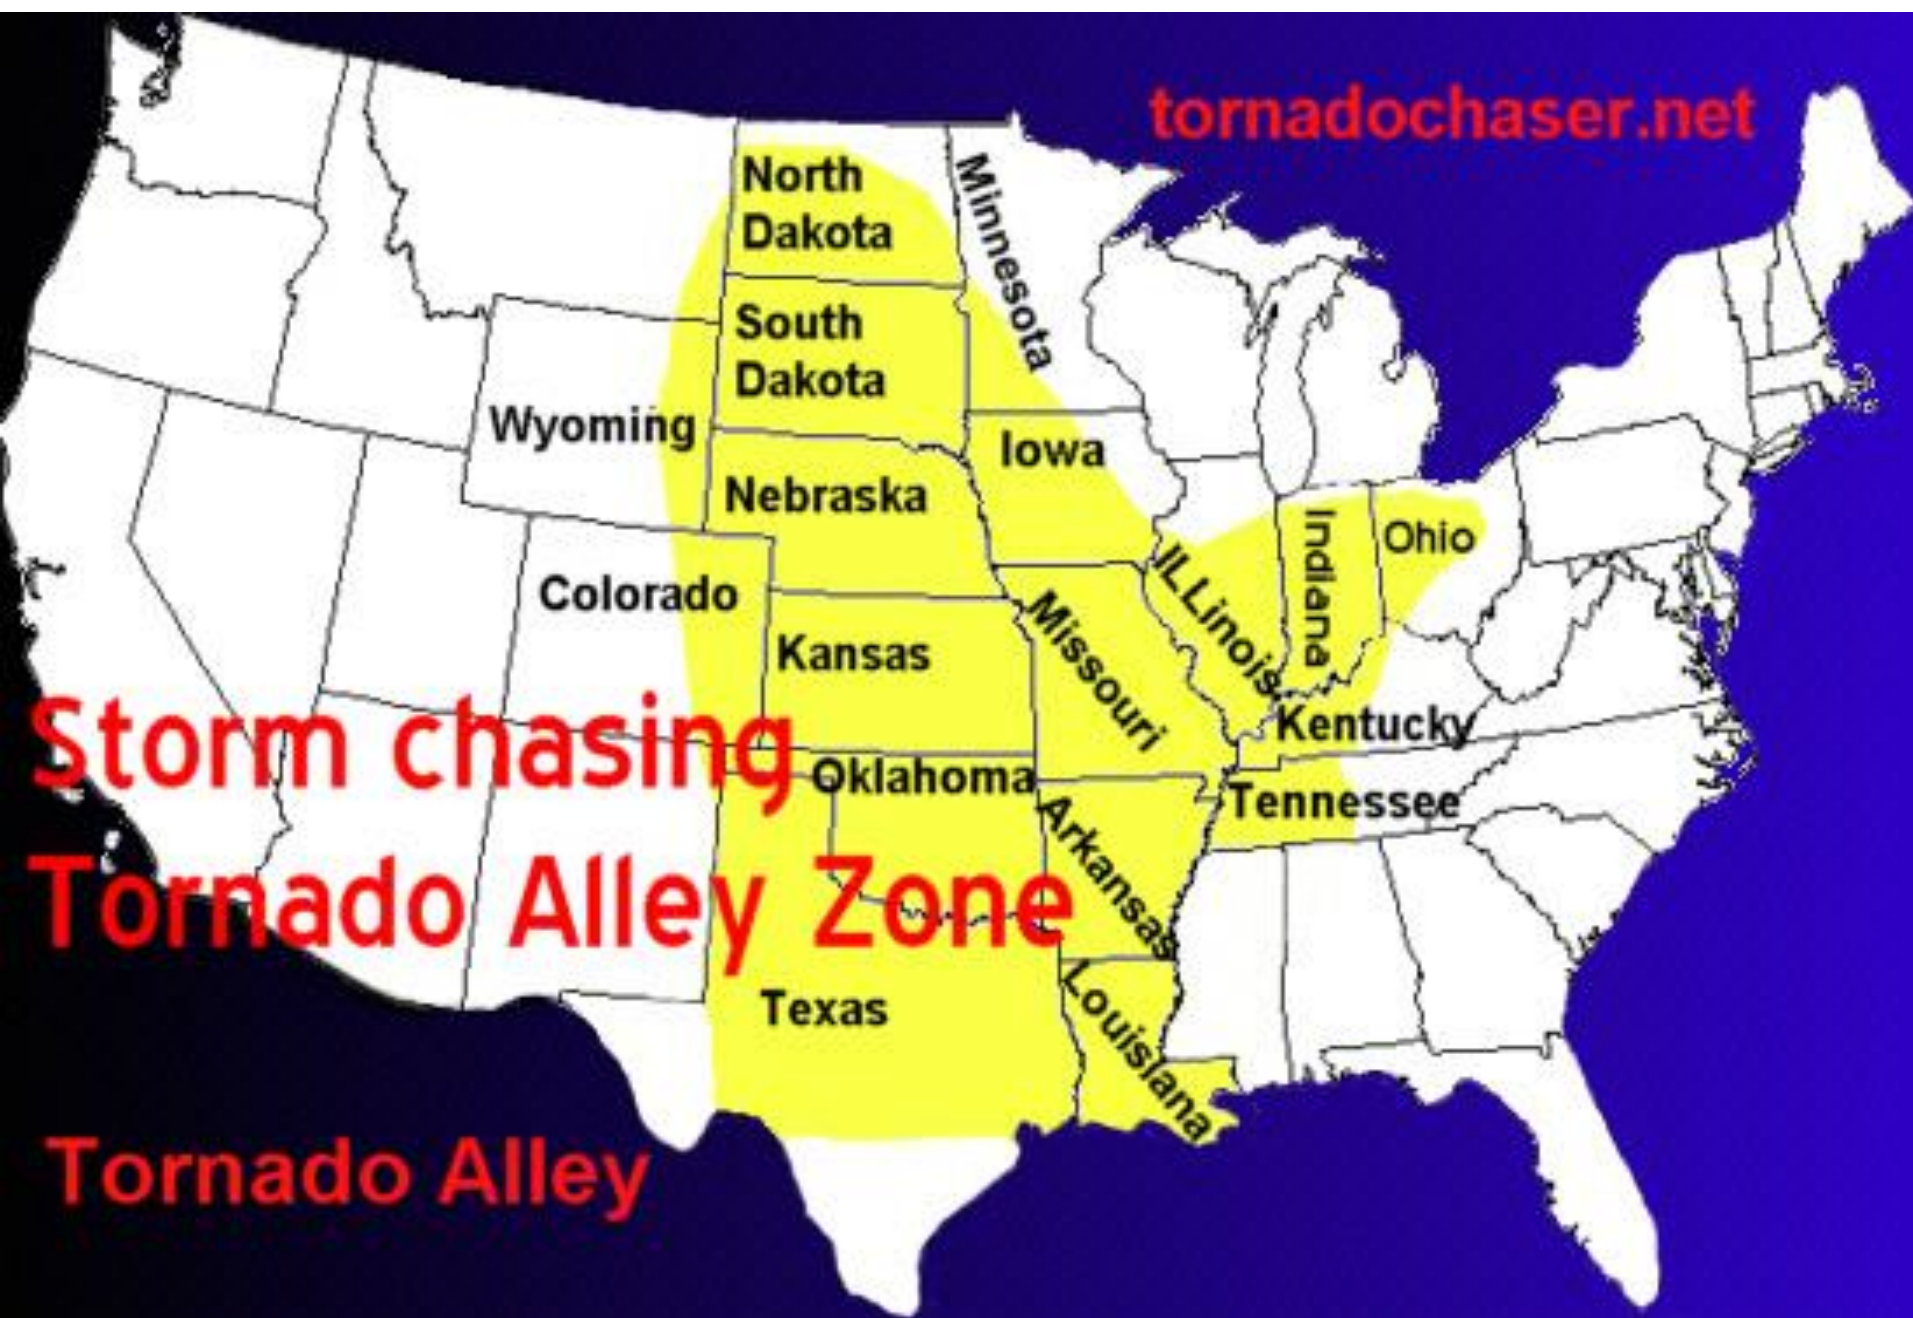 tornadochaser.net
North
Dakota
Minnesota
South
Dakota
Wyoming
Iowa
Nebraska
Ohio
Indiana
ILLinois
Colorado
Missouri
Kansas
Kentucky
Storm chasing
Oklahoma
Tennessee
Arkansas
Tornado Alley Zone
Texas
Louisiana
Tornado Alley